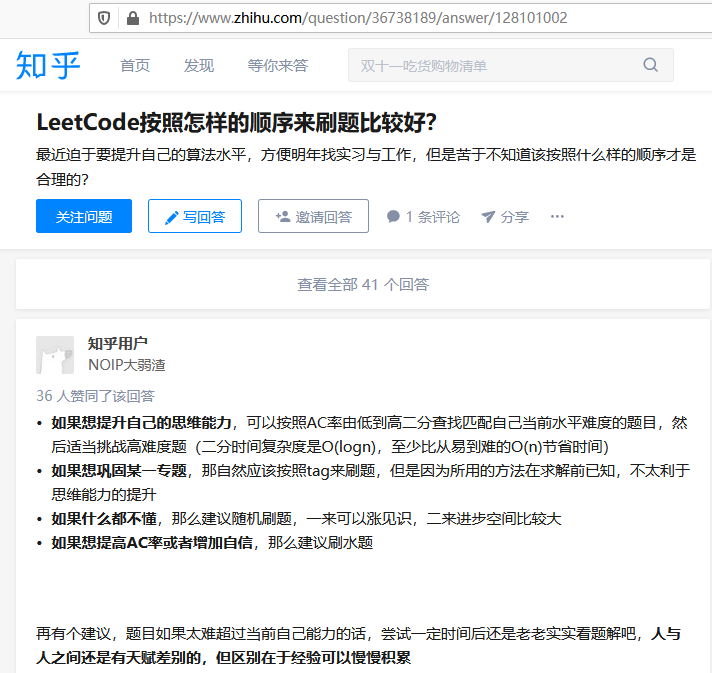 https://www.zhihu.com/question/36738189/answer/128101002
知乎 首页 发现 等你来答 双十一吃货购物清单
LeetCode按照怎样的顺序来刷题比较好?
最近迫于要提升自己的算法水平，方便明年找实习与工作，但是苦于不知道该按照什么样的顺序才是
合理的?
关注问题 写回答 邀请回答 1 条评论 分享 ···
查看全部 41 个回答
知乎用户
NOIP大弱渣
36 人赞同了该回答
• 如果想提升自己的思维能力，可以按照AC率由低到高二分查找匹配自己当前水平难度的题目，然
后适当挑战高难度题（二分时间复杂度是O(logn)，至少比从易到难的O(n)节省时间）
• 如果想巩固某一专题，那自然应该按照tag来刷题，但是因为所用的方法在求解前已知，不太利于
思维能力的提升
• 如果什么都不懂，那么建议随机刷题，一来可以涨见识，二来进步空间比较大
• 如果想提高AC率或者增加自信，那么建议刷水题
再有个建议，题目如果太难超过当前自己能力的话，尝试一定时间后还是老老实实看题解吧，人与
人之间还是有天赋差别的，但区别在于经验可以慢慢积累